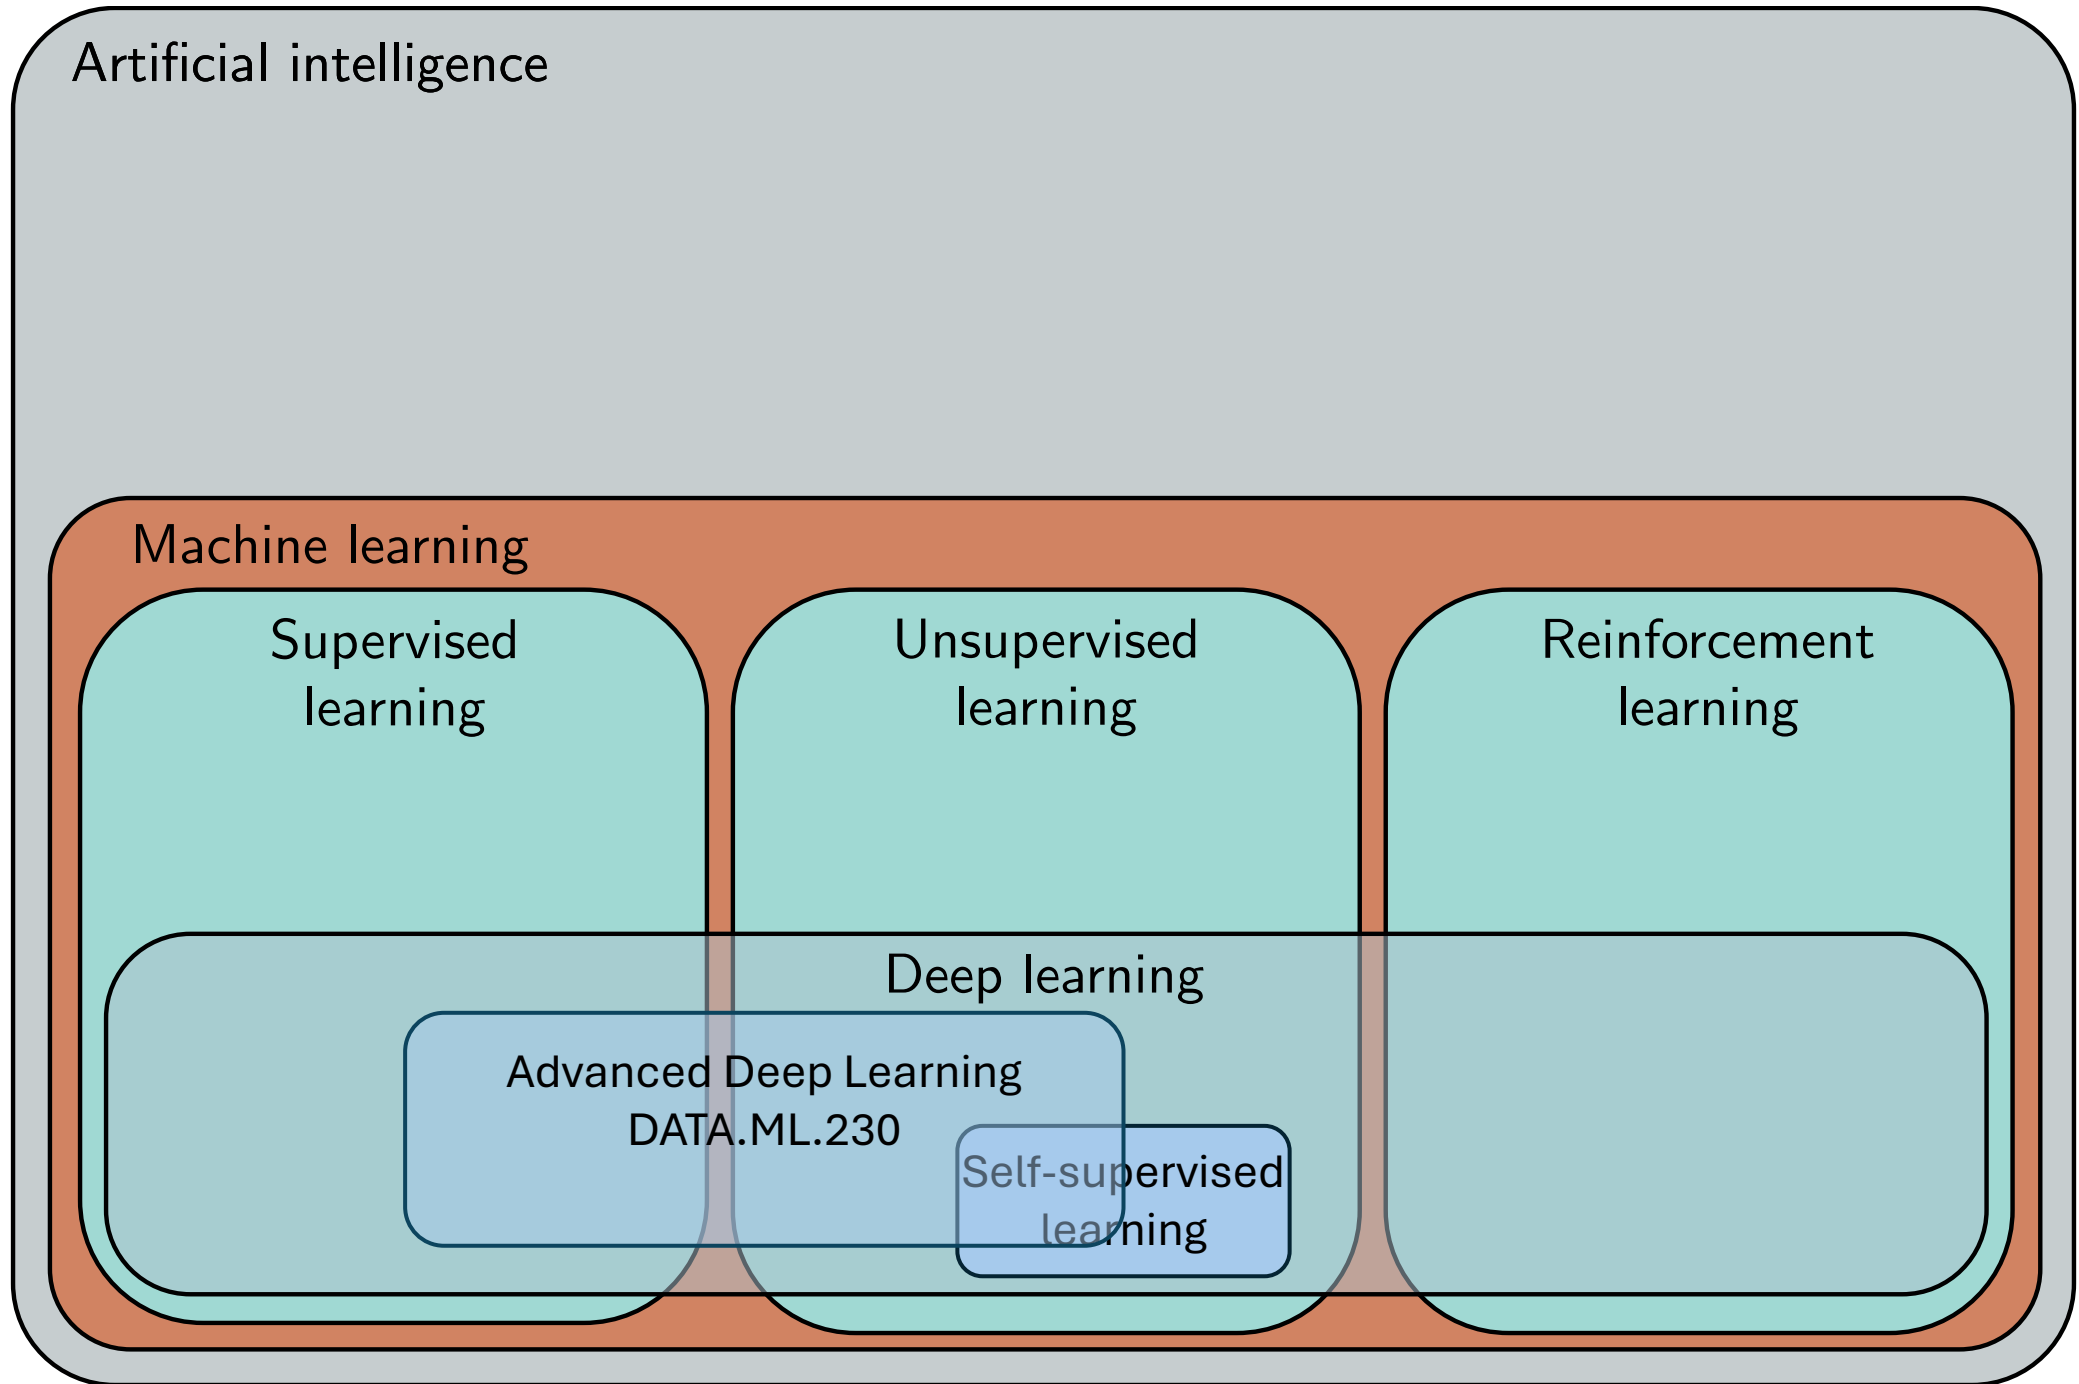 Artificial intelligence
Machine learning
Supervised
learning
Unsupervised
learning
Reinforcement
learning
Deep learning
Advanced Deep Learning
DATA.ML.230
Self-supervised
learning